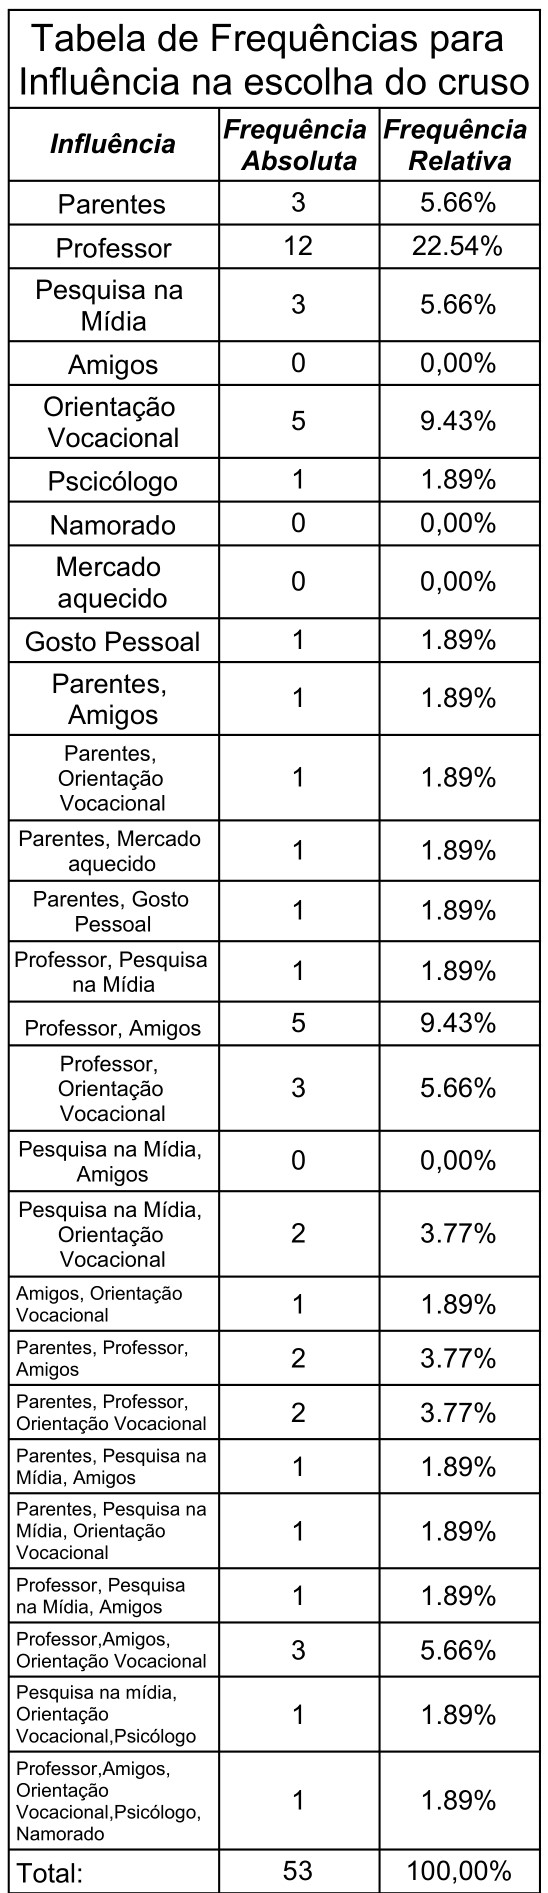 Tabela de Frequências para
Influência na escolha do cruso
Influência
Frequência
Absoluta
Frequência
Relativa
Parentes 3 5.66%
Professor 12 22.54%
Pesquisa na
Mídia
3 5.66%
Amigos 0 0,00%
Orientação
Vocacional
5 9.43%
Pscicólogo 1 1.89%
Namorado 0 0,00%
Mercado
aquecido
0 0,00%
Gosto Pessoal 1 1.89%
Parentes,
Amigos
1 1.89%
Parentes,
Orientação
Vocacional
1 1.89%
Parentes, Mercado
aquecido
1 1.89%
Parentes, Gosto
Pessoal
1 1.89%
Professor, Pesquisa
na Mídia
1 1.89%
Professor, Amigos 5 9.43%
Professor,
Orientação
Vocacional
3 5.66%
Pesquisa na Mídia,
Amigos
0 0,00%
Pesquisa na Mídia,
Orientação
Vocacional
2 3.77%
Amigos, Orientação
Vocacional
1 1.89%
Parentes, Professor,
Amigos
2 3.77%
Parentes, Professor,
Orientação Vocacional
2 3.77%
Parentes, Pesquisa na
Mídia, Amigos
1 1.89%
Parentes, Pesquisa na
Mídia, Orientação
Vocacional
1 1.89%
Professor, Pesquisa
na Mídia, Amigos
1 1.89%
Professor,Amigos,
Orientação Vocacional
3 5.66%
Pesquisa na mídia,
Orientação
Vocacional,Psicólogo
1 1.89%
Professor,Amigos,
Orientação
Vocacional,Psicólogo,
Namorado
1 1.89%
Total: 53 100,00%